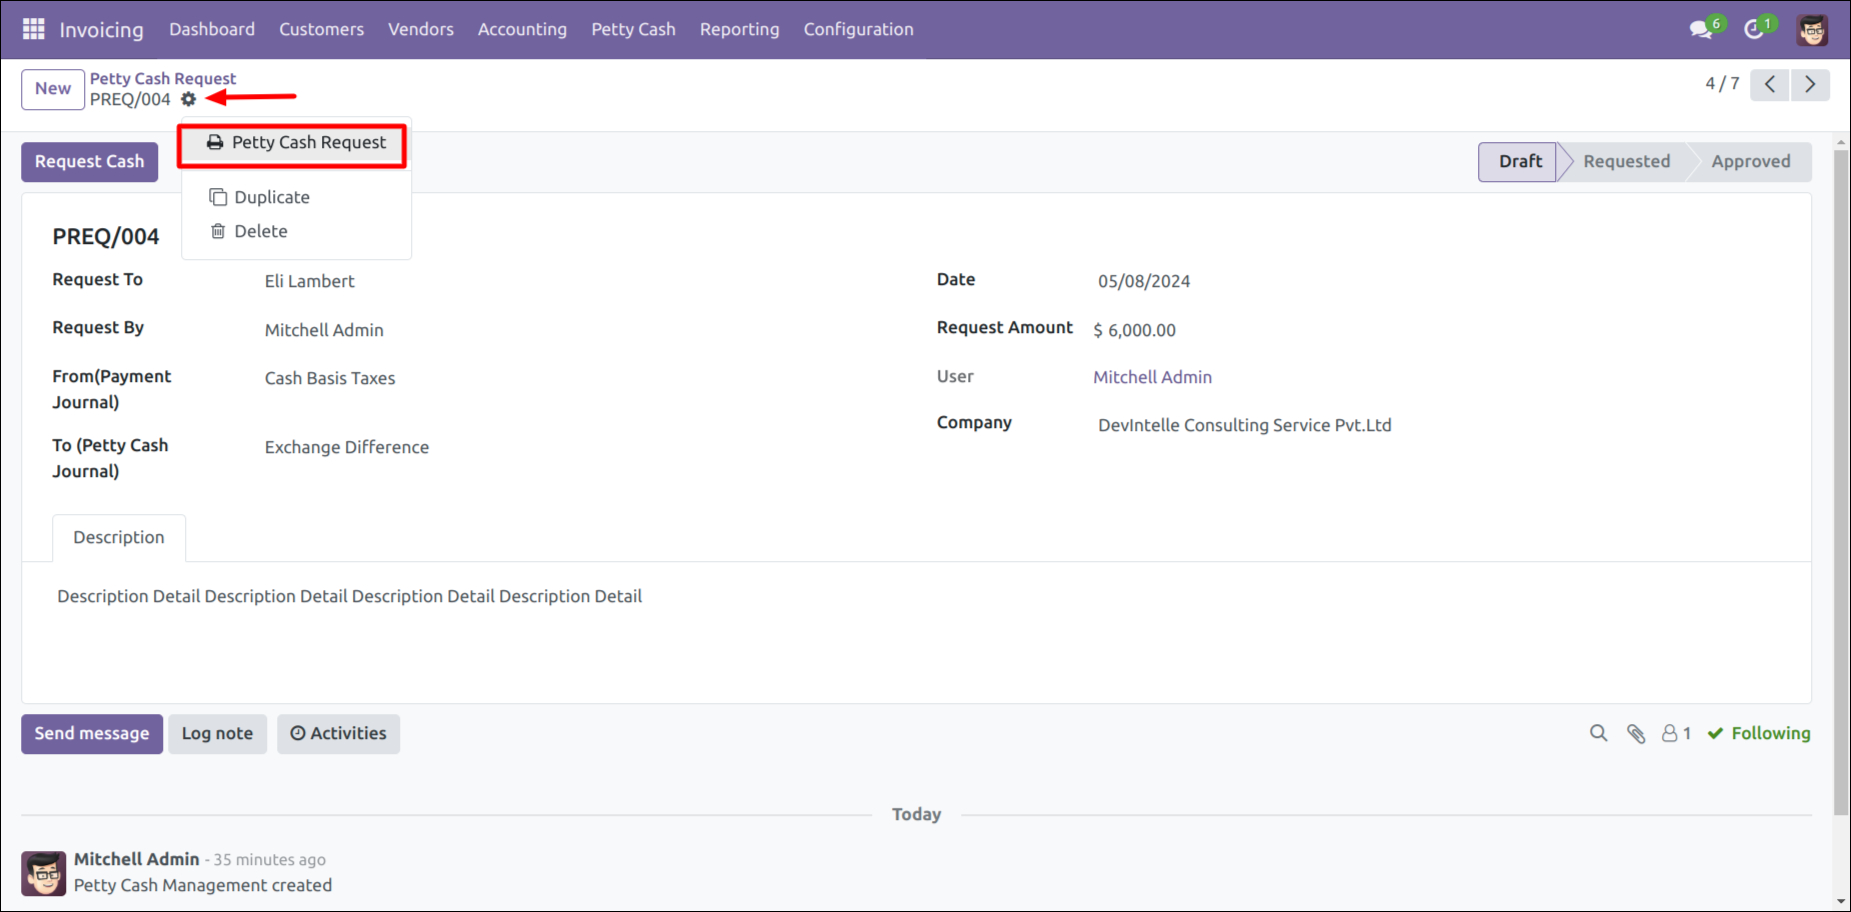 Invoicing Dashboard Customers Vendors Accounting Petty Cash Reporting Configuration 6 1
New
Petty Cash Request
PREQ/004
4 / 7
Petty Cash Request
Duplicate
Delete
Request Cash
Draft Requested Approved
PREQ/004
Request To Eli Lambert
Date 05/08/2024
Request By Mitchell Admin
Request Amount $ 6,000.00
From(Payment Journal) Cash Basis Taxes
User Mitchell Admin
To (Petty Cash Journal) Exchange Difference
Company DevIntelle Consulting Service Pvt.Ltd
Description
Description Detail Description Detail Description Detail Description Detail
Send message Log note Activities
1 Following
Today
Mitchell Admin - 35 minutes ago
Petty Cash Management created